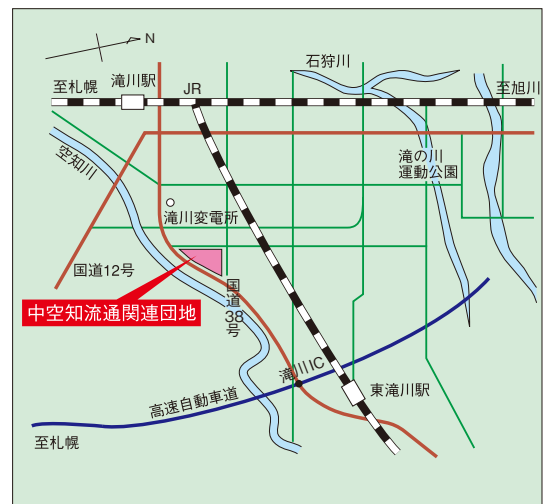 N
石狩川
至札幌
滝川駅
JR
至旭川
空知川
滝の川
運動公園
滝川変電所
国道12号
国道38号
中空知流通関連団地
滝川IC
東滝川駅
高速自動車道
至札幌